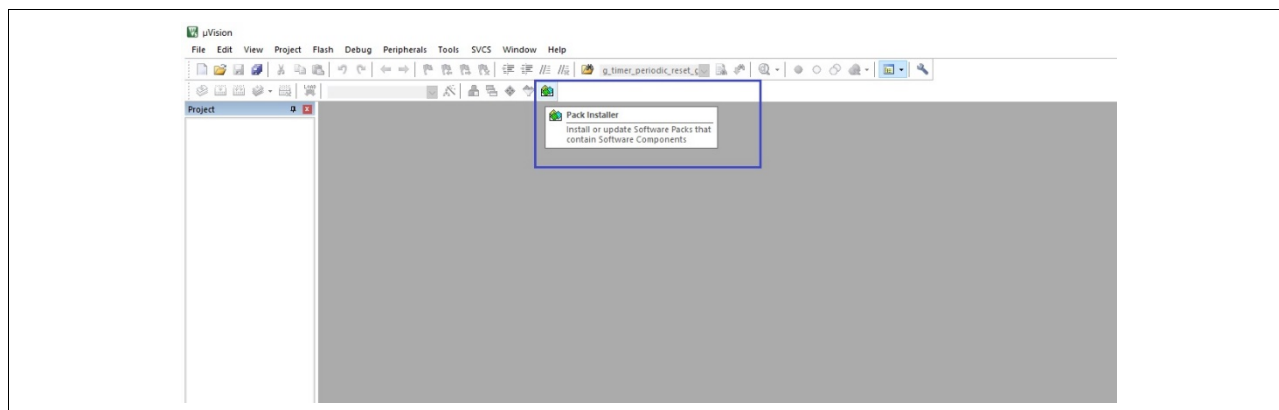 µVision
File Edit View Project Flash Debug Peripherals Tools SVCS Window Help
g_timer_periodic_reset_c
Project
Pack Installer
Install or update Software Packs that
contain Software Components